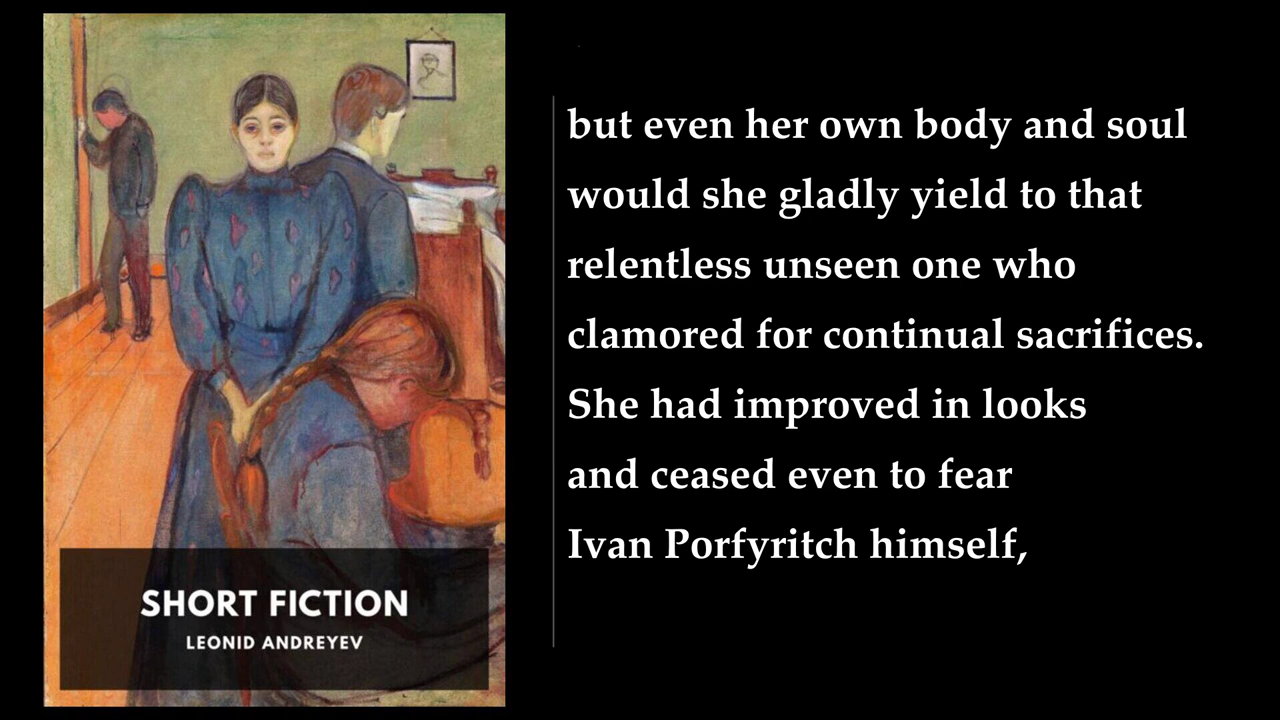 SHORT FICTION
LEONID ANDREYEV
but even her own body and soul
would she gladly yield to that
relentless unseen one who
clamored for continual sacrifices.
She had improved in looks
and ceased even to fear
Ivan Porfyritch himself,